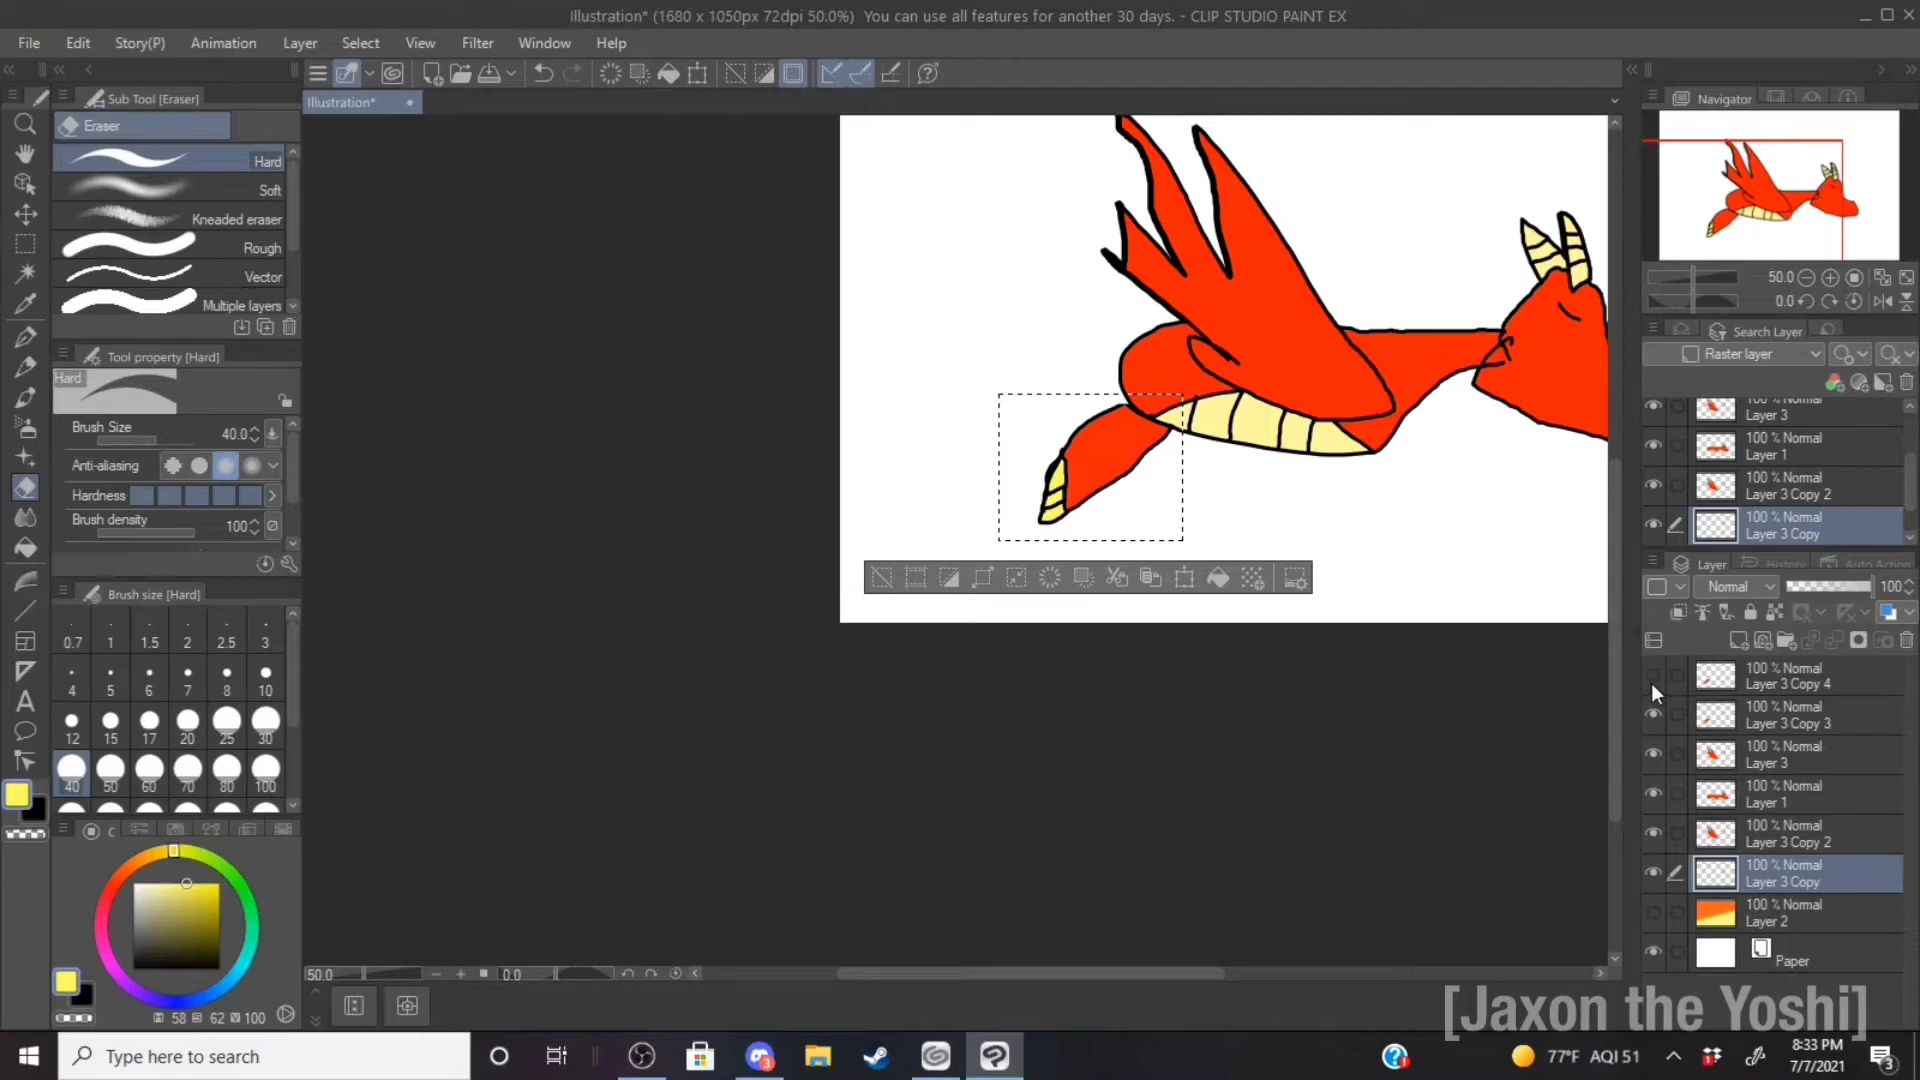 Illustration* (1680 x 1050px 72dpi 50.0%) You can use all features for another 30 days. - CLIP STUDIO PAINT EX
File Edit Story(P) Animation Layer Select View Filter Window Help
Sub Tool [Eraser]
Illustration*
Navigator
Eraser
Hard
Soft
Kneaded eraser
Rough
Vector
Multiple layers
50.0
0.0
Search Layer
Raster layer
Tool property [Hard]
Hard
Brush Size 40.0
Anti-aliasing
Hardness
Brush density 100
100 % Normal
Layer 3
100 % Normal
Layer 1
100 % Normal
Layer 3 Copy 2
100 % Normal
Layer 3 Copy
Layer History Auto Action
Normal 100
Brush size [Hard]
0.7 1 1.5 2 2.5 3
4 5 6 7 8 10
12 15 17 20 25 30
40 50 60 70 80 100
100 % Normal
Layer 3 Copy 4
100 % Normal
Layer 3 Copy 3
100 % Normal
Layer 3
100 % Normal
Layer 1
100 % Normal
Layer 3 Copy 2
100 % Normal
Layer 3 Copy
100 % Normal
Layer 2
Paper
C
50.0 0.0
H 58 S 62 V 100
[Jaxon the Yoshi]
Type here to search
3
77°F AQI 51
8:33 PM
7/7/2021
3